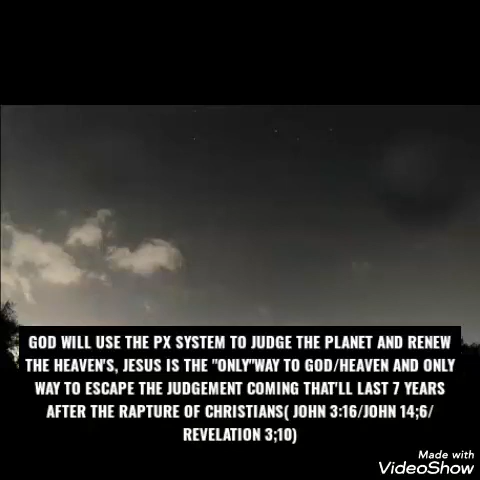 GOD WILL USE THE PX SYSTEM TO JUDGE THE PLANET AND RENEW
THE HEAVEN'S, JESUS IS THE "ONLY"WAY TO GOD/HEAVEN AND ONLY
WAY TO ESCAPE THE JUDGEMENT COMING THAT'LL LAST 7 YEARS
AFTER THE RAPTURE OF CHRISTIANS( JOHN 3:16/JOHN 14;6/
REVELATION 3;10)
Made with
VideoShow